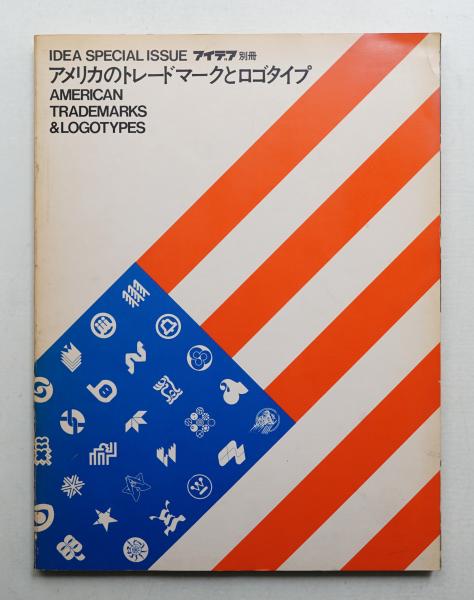 IDEA SPECIAL ISSUE アイデア 別冊
アメリカのトレードマークとロゴタイプ
AMERICAN
TRADEMARKS
&LOGOTYPES